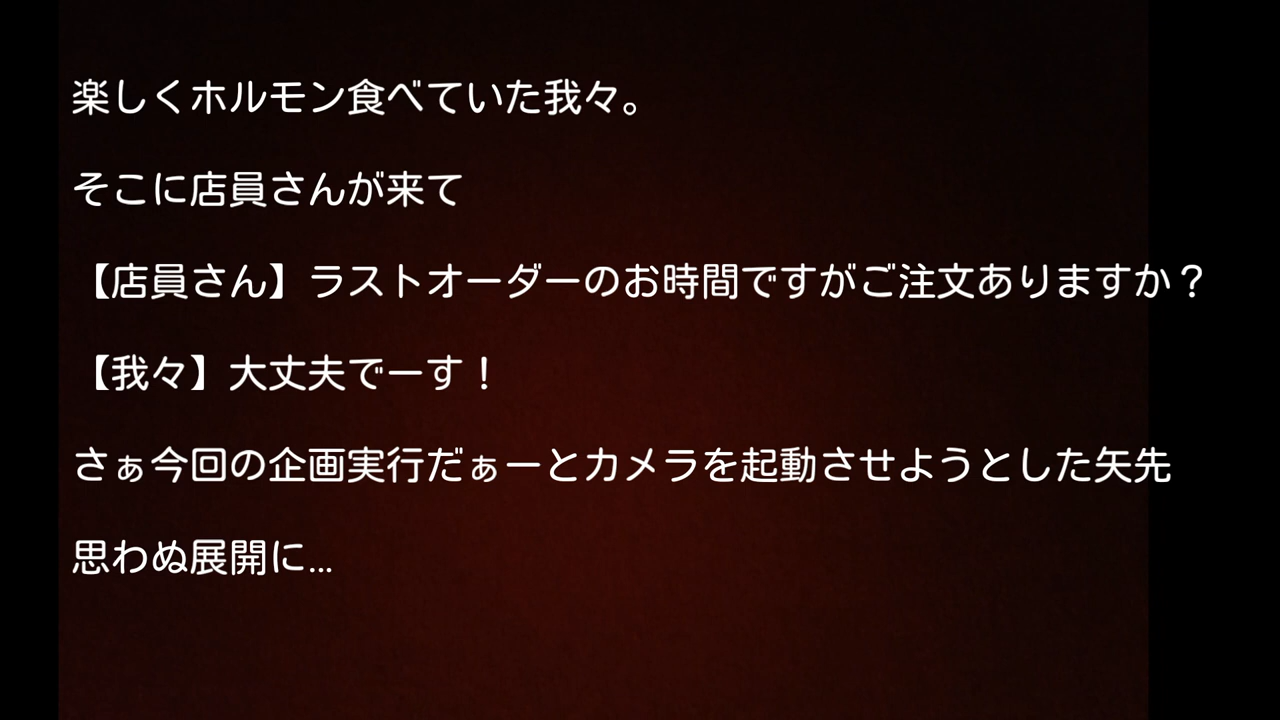 楽しくホルモン食べていた我々。
そこに店員さんが来て
【店員さん】ラストオーダーのお時間ですがご注文ありますか？
【我々】大丈夫でーす！
さぁ今回の企画実行だぁーとカメラを起動させようとした矢先
思わぬ展開に...